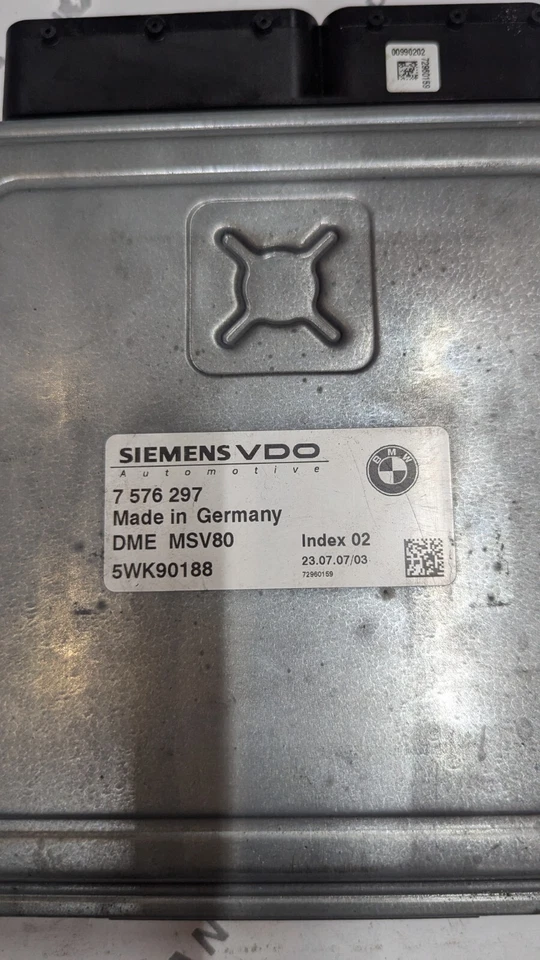 00990202
72960159
SIEMENS VDO
Automotive
BMW
7 576 297
Made in Germany
DME MSV80
Index 02
5WK90188
23.07.07/03
72960159